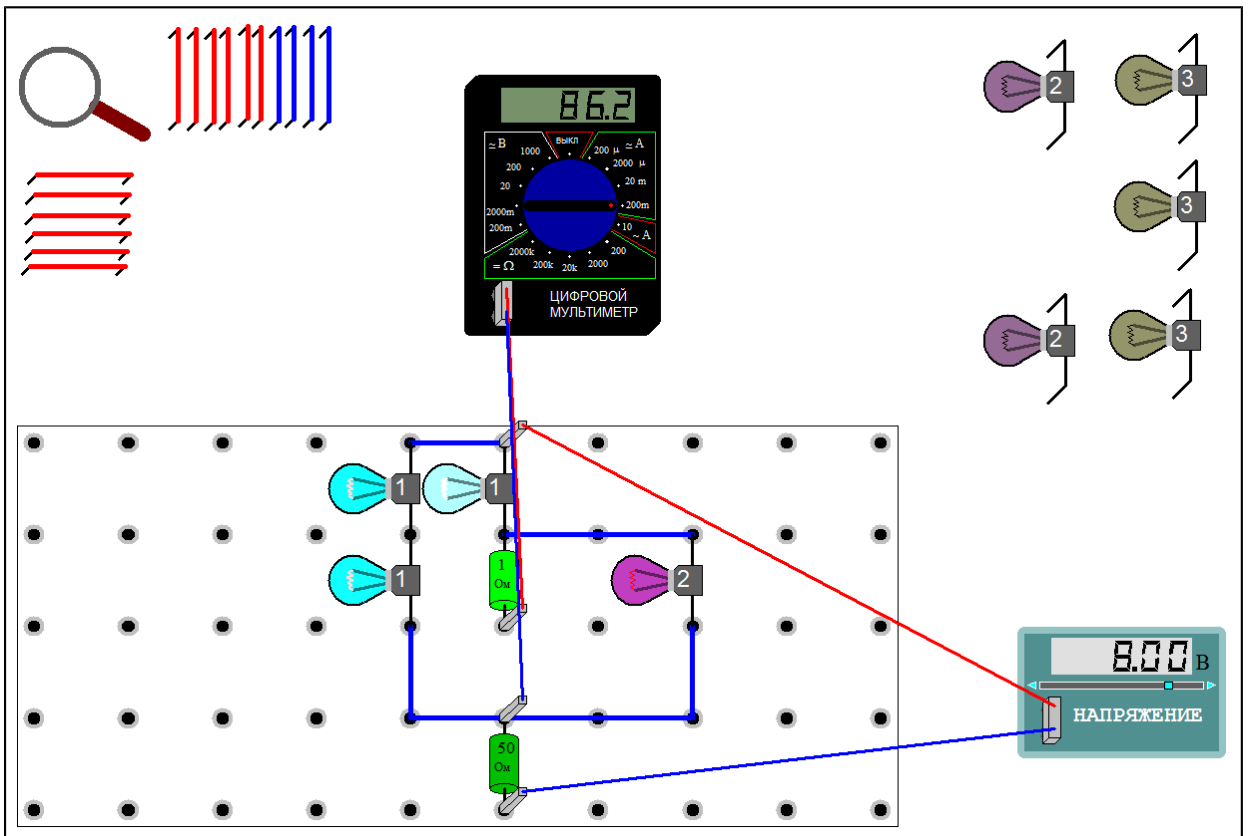 86.2
≃В
ВЫКЛ
≃A
1000
200 μ
200
2000 μ
20
20 m
2000m
200m
200m
10
~A
2000k
200
=Ω
200k
20k
2000
ЦИФРОВОЙ
МУЛЬТИМЕТР
2
3
3
2
3
1
1
1
1
Ом
2
50
Ом
8.00 В
НАПРЯЖЕНИЕ